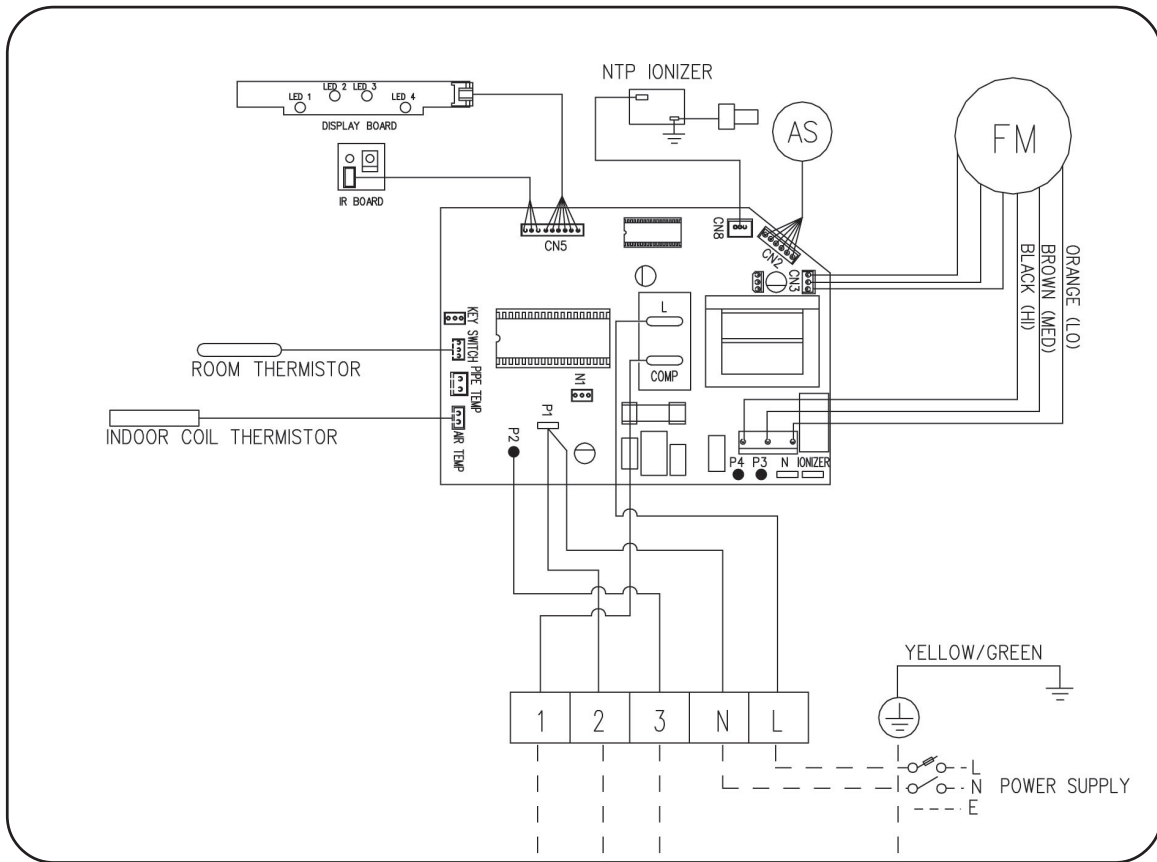 NTP IONIZER
LED 1
LED 2
LED 3
LED 4
DISPLAY BOARD
IR BOARD
AS
FM
CN5
CN8
CN2
CN3
ORANGE (LO)
BROWN (MED)
BLACK (HI)
KEY SWITCH
PIPE TEMP
AIR TEMP
ROOM THERMISTOR
INDOOR COIL THERMISTOR
L
COMP
N1
P1
P2
P4
P3
N
IONIZER
YELLOW/GREEN
1
2
3
N
L
L
N
E
POWER SUPPLY